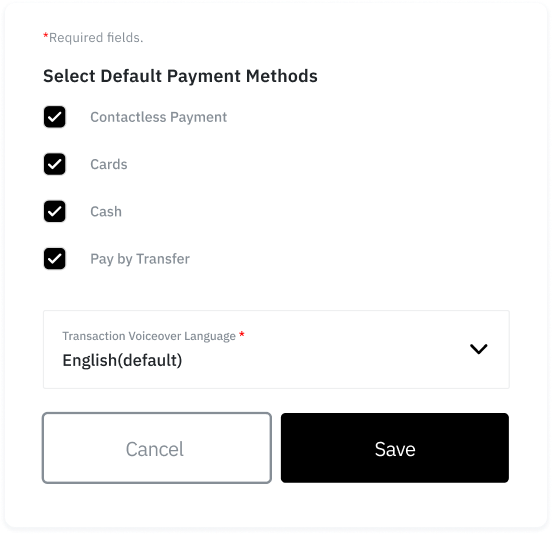 *Required fields.
Select Default Payment Methods
Contactless Payment
Cards
Cash
Pay by Transfer
Transaction Voiceover Language *
English(default)
Cancel
Save